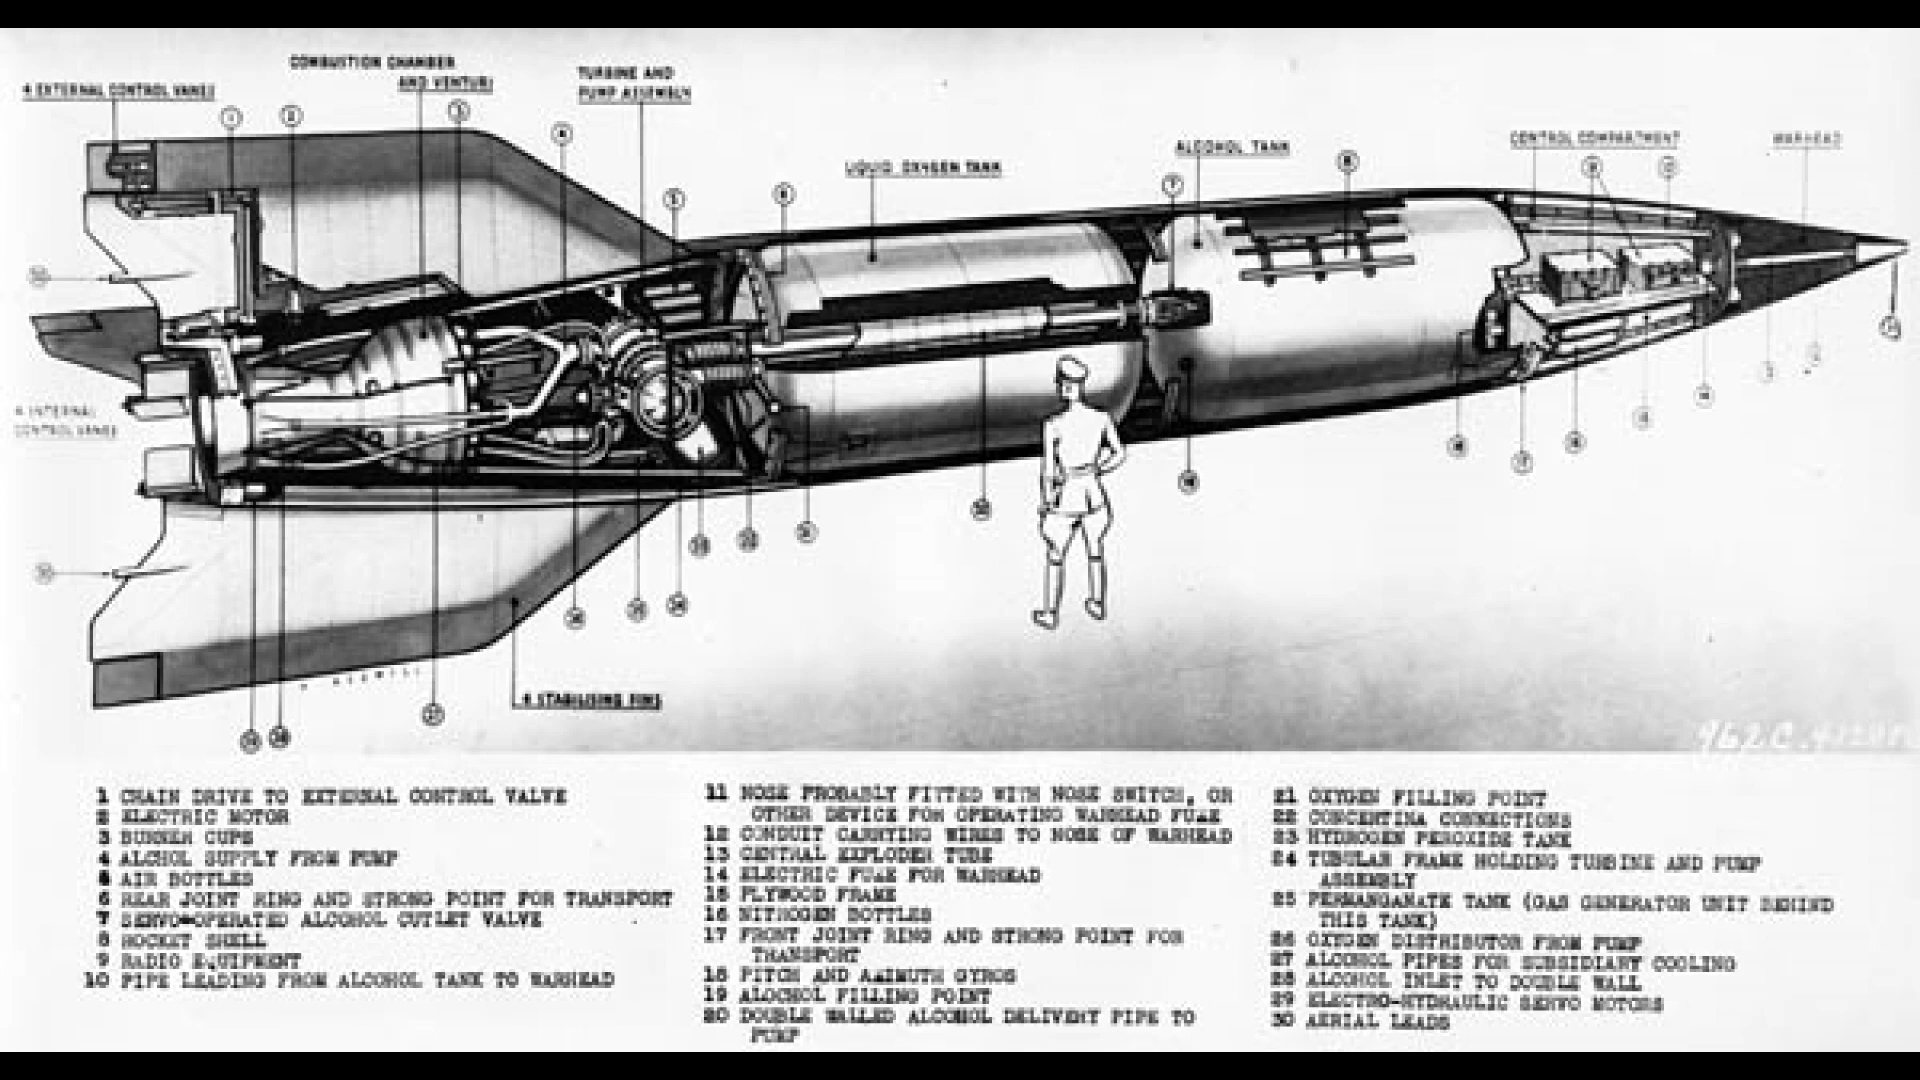 4 EXTERNAL CONTROL VANES
COMBUSTION CHAMBER
AND VENTURI
TURBINE AND
PUMP ASSEMBLY
LIQUID OXYGEN TANK
ALCOHOL TANK
CONTROL COMPARTMENT
WARHEAD
4 INTERNAL
CONTROL VANES
4 STABILISING FINS
1 CHAIN DRIVE TO EXTERNAL CONTROL VALVE
2 ELECTRIC MOTOR
3 BURNER CUPS
4 ALCHOL SUPPLY FROM PUMP
5 AIR BOTTLES
6 REAR JOINT RING AND STRONG POINT FOR TRANSPORT
7 SERVO-OPERATED ALCOHOL OUTLET VALVE
8 ROCKET SHELL
9 RADIO EQUIPMENT
10 PIPE LEADING FROM ALCOHOL TANK TO WARHEAD
11 NOSE PROBABLY FITTED WITH NOSE SWITCH, OR
OTHER DEVICE FOR OPERATING WARHEAD FUZE
12 CONDUIT CARRYING WIRES TO NOSE OF WARHEAD
13 CENTRAL EXPLODER TUBE
14 ELECTRIC FUZE FOR WARHEAD
15 PLYWOOD FRAME
16 NITROGEN BOTTLES
17 FRONT JOINT RING AND STRONG POINT FOR
TRANSPORT
18 PITCH AND AZIMUTH GYROS
19 ALOCHOL FILLING POINT
20 DOUBLE WALLED ALCOHOL DELIVERY PIPE TO
PUMP
21 OXYGEN FILLING POINT
22 CONCERTINA CONNECTIONS
23 HYDROGEN PEROXIDE TANK
24 TUBULAR FRAME HOLDING TURBINE AND PUMP
ASSEMBLY
25 PERMANGANATE TANK (GAS GENERATOR UNIT BEHIND
THIS TANK)
26 OXYGEN DISTRIBUTOR FROM PUMP
27 ALCOHOL PIPES FOR SUBSIDIARY COOLING
28 ALCOHOL INLET TO DOUBLE WALL
29 ELECTRO-HYDRAULIC SERVO MOTORS
30 AERIAL LEADS